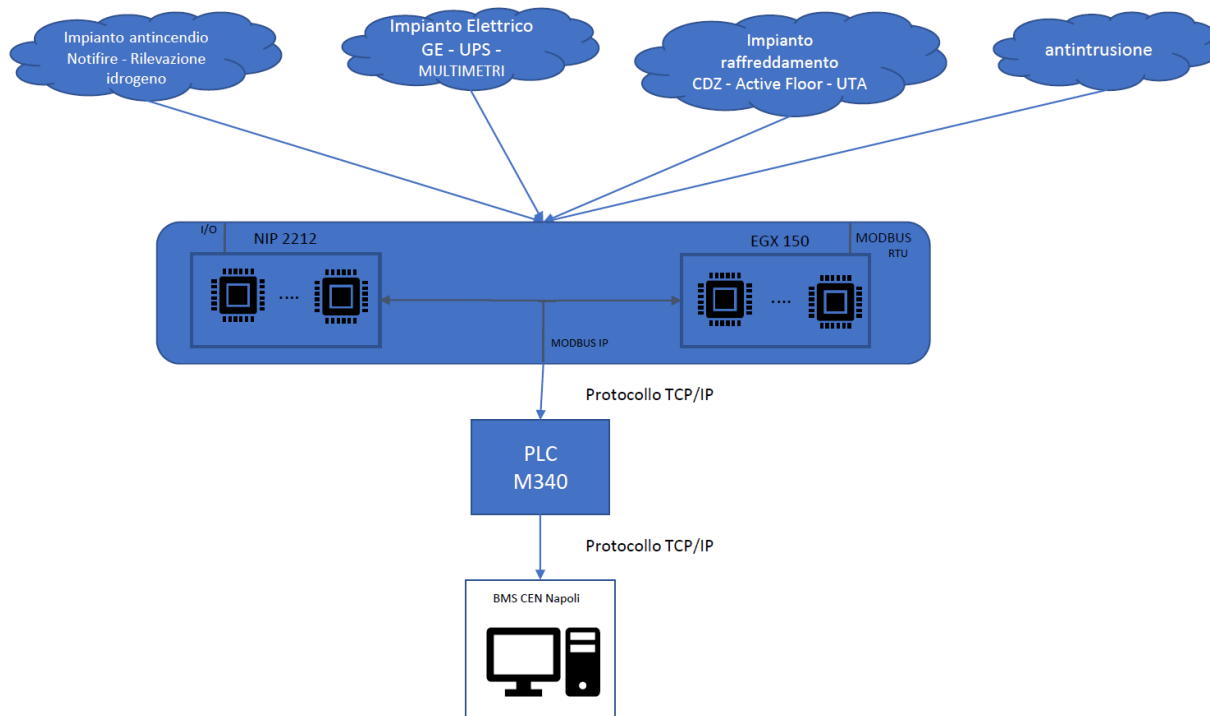 Impianto antincendio
Notifire - Rilevazione
idrogeno
Impianto Elettrico
GE - UPS -
MULTIMETRI
Impianto
raffreddamento
CDZ - Active Floor - UTA
antintrusione
I/O
NIP 2212
EGX 150
MODBUS
RTU
....
....
MODBUS IP
Protocollo TCP/IP
PLC
M340
Protocollo TCP/IP
BMS CEN Napoli